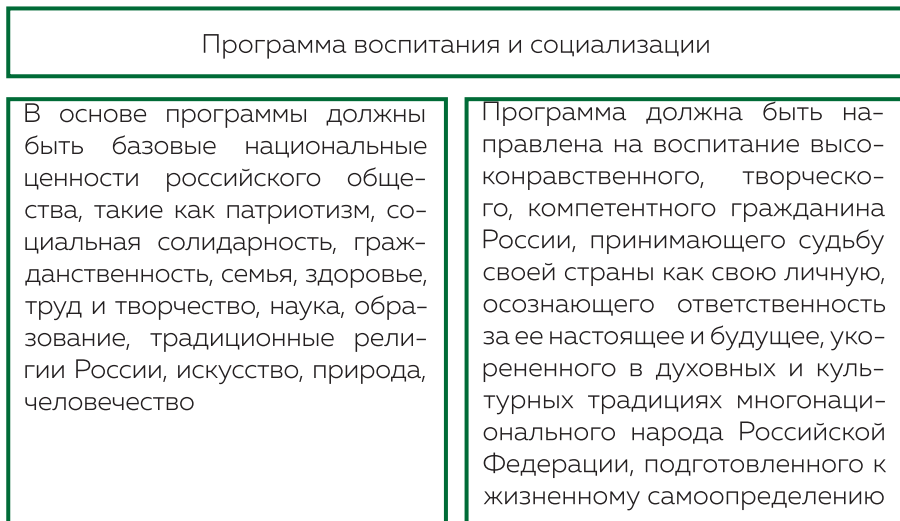 Программа воспитания и социализации
В основе программы должны
быть базовые национальные
ценности российского обще-
ства, такие как патриотизм, со-
циальная солидарность, граж-
данственность, семья, здоровье,
труд и творчество, наука, обра-
зование, традиционные рели-
гии России, искусство, природа,
человечество
Программа должна быть на-
правлена на воспитание высо-
конравственного, творческо-
го, компетентного гражданина
России, принимающего судьбу
своей страны как свою личную,
осознающего ответственность
за ее настоящее и будущее, уко-
рененного в духовных и куль-
турных традициях многонаци-
онального народа Российской
Федерации, подготовленного к
жизненному самоопределению